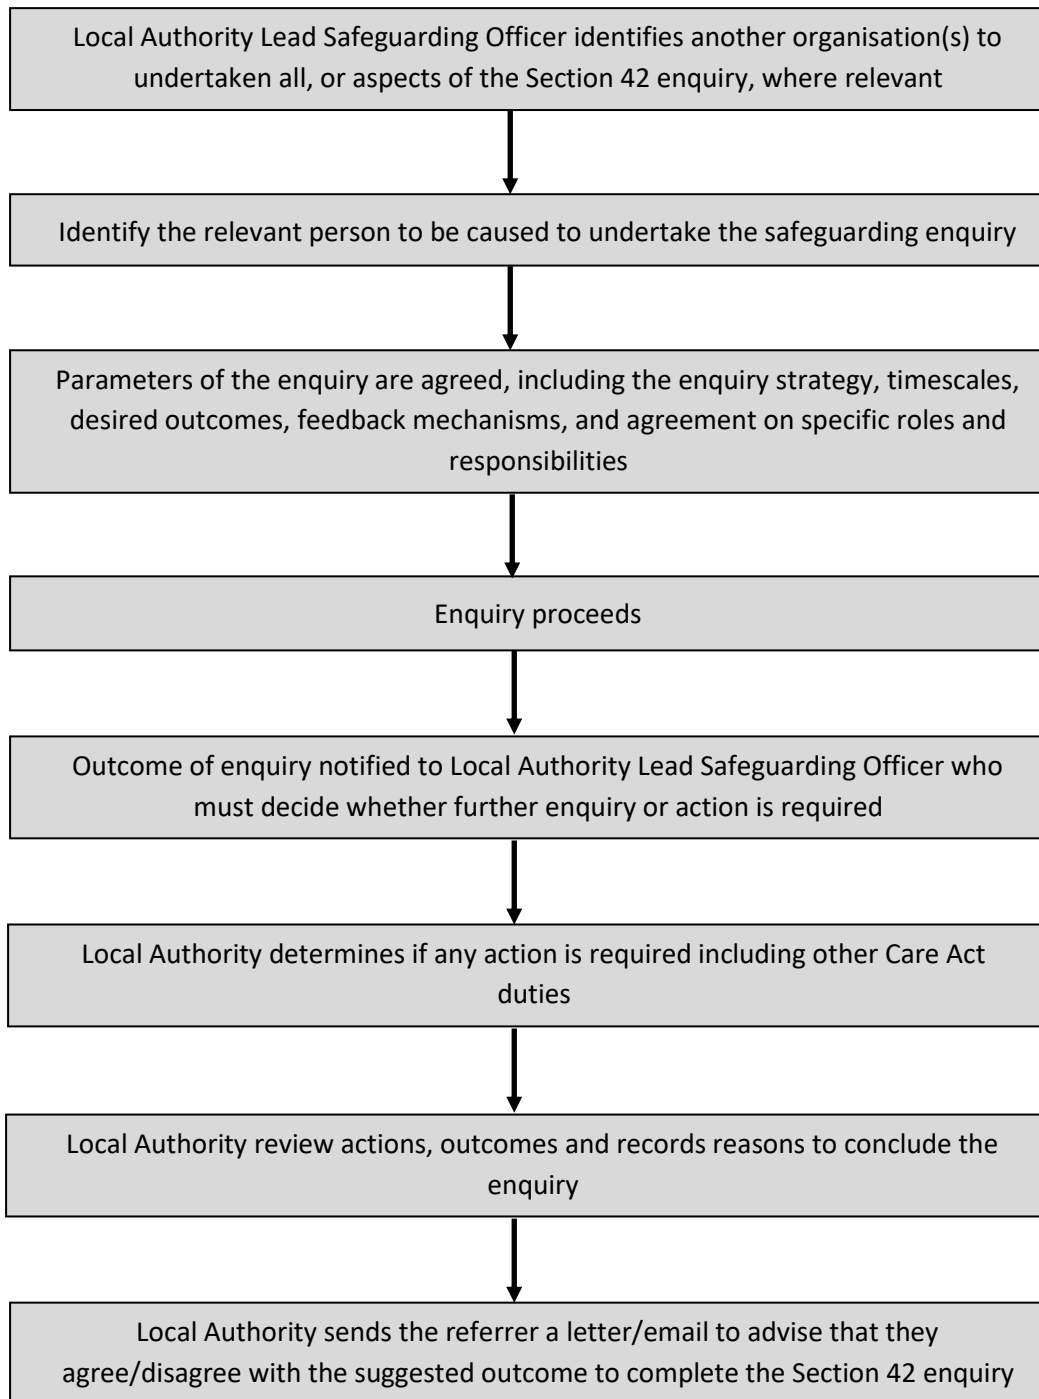 Local Authority Lead Safeguarding Officer identifies another organisation(s) to
undertaken all, or aspects of the Section 42 enquiry, where relevant
Identify the relevant person to be caused to undertake the safeguarding enquiry
Parameters of the enquiry are agreed, including the enquiry strategy, timescales,
desired outcomes, feedback mechanisms, and agreement on specific roles and
responsibilities
Enquiry proceeds
Outcome of enquiry notified to Local Authority Lead Safeguarding Officer who
must decide whether further enquiry or action is required
Local Authority determines if any action is required including other Care Act
duties
Local Authority review actions, outcomes and records reasons to conclude the
enquiry
Local Authority sends the referrer a letter/email to advise that they
agree/disagree with the suggested outcome to complete the Section 42 enquiry